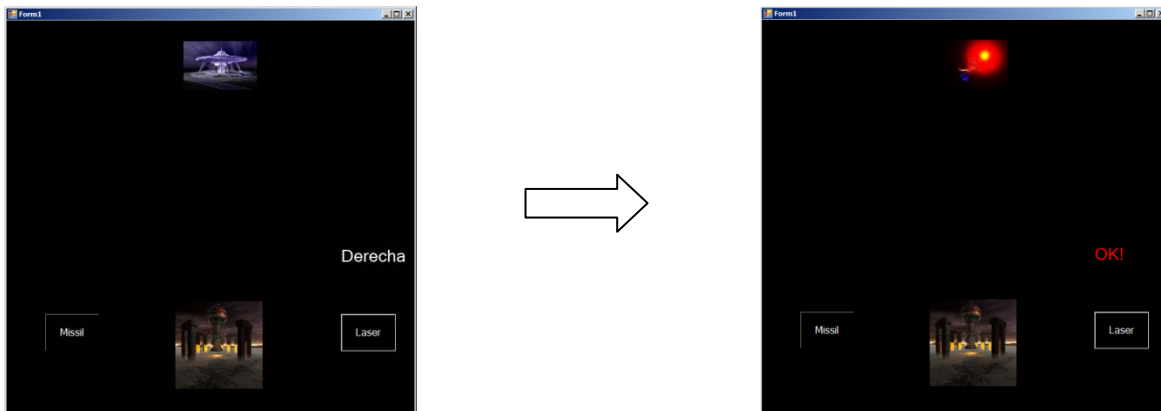 Form1
Derecha
Missil
Laser
Form1
OK!
Missil
Laser